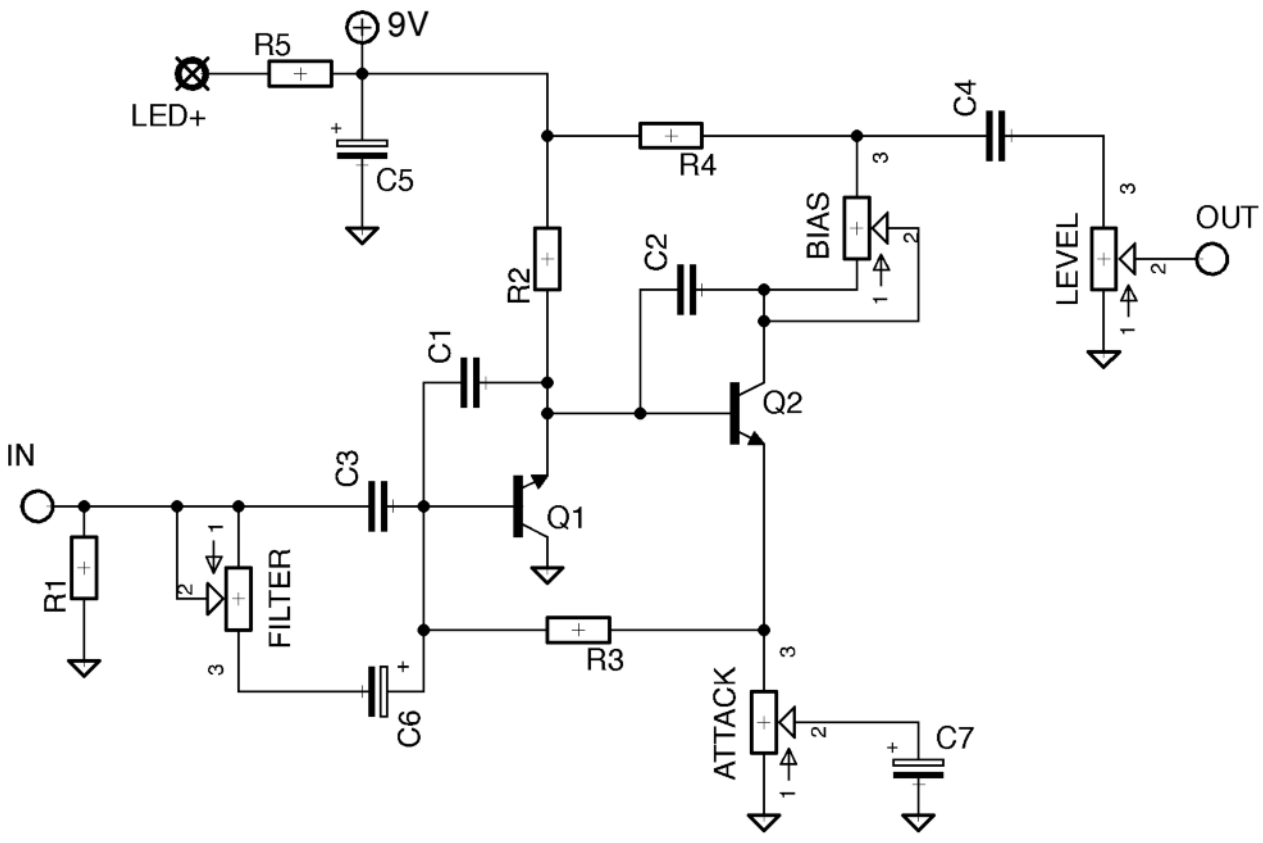 9V
R5
LED+
+
C5
R4
C4
3
3
BIAS
2
1
OUT
LEVEL
2
1
C2
R2
C1
Q2
IN
C3
Q1
1
2
R1
FILTER
3
R3
+
C6
3
ATTACK
2
1
+
C7